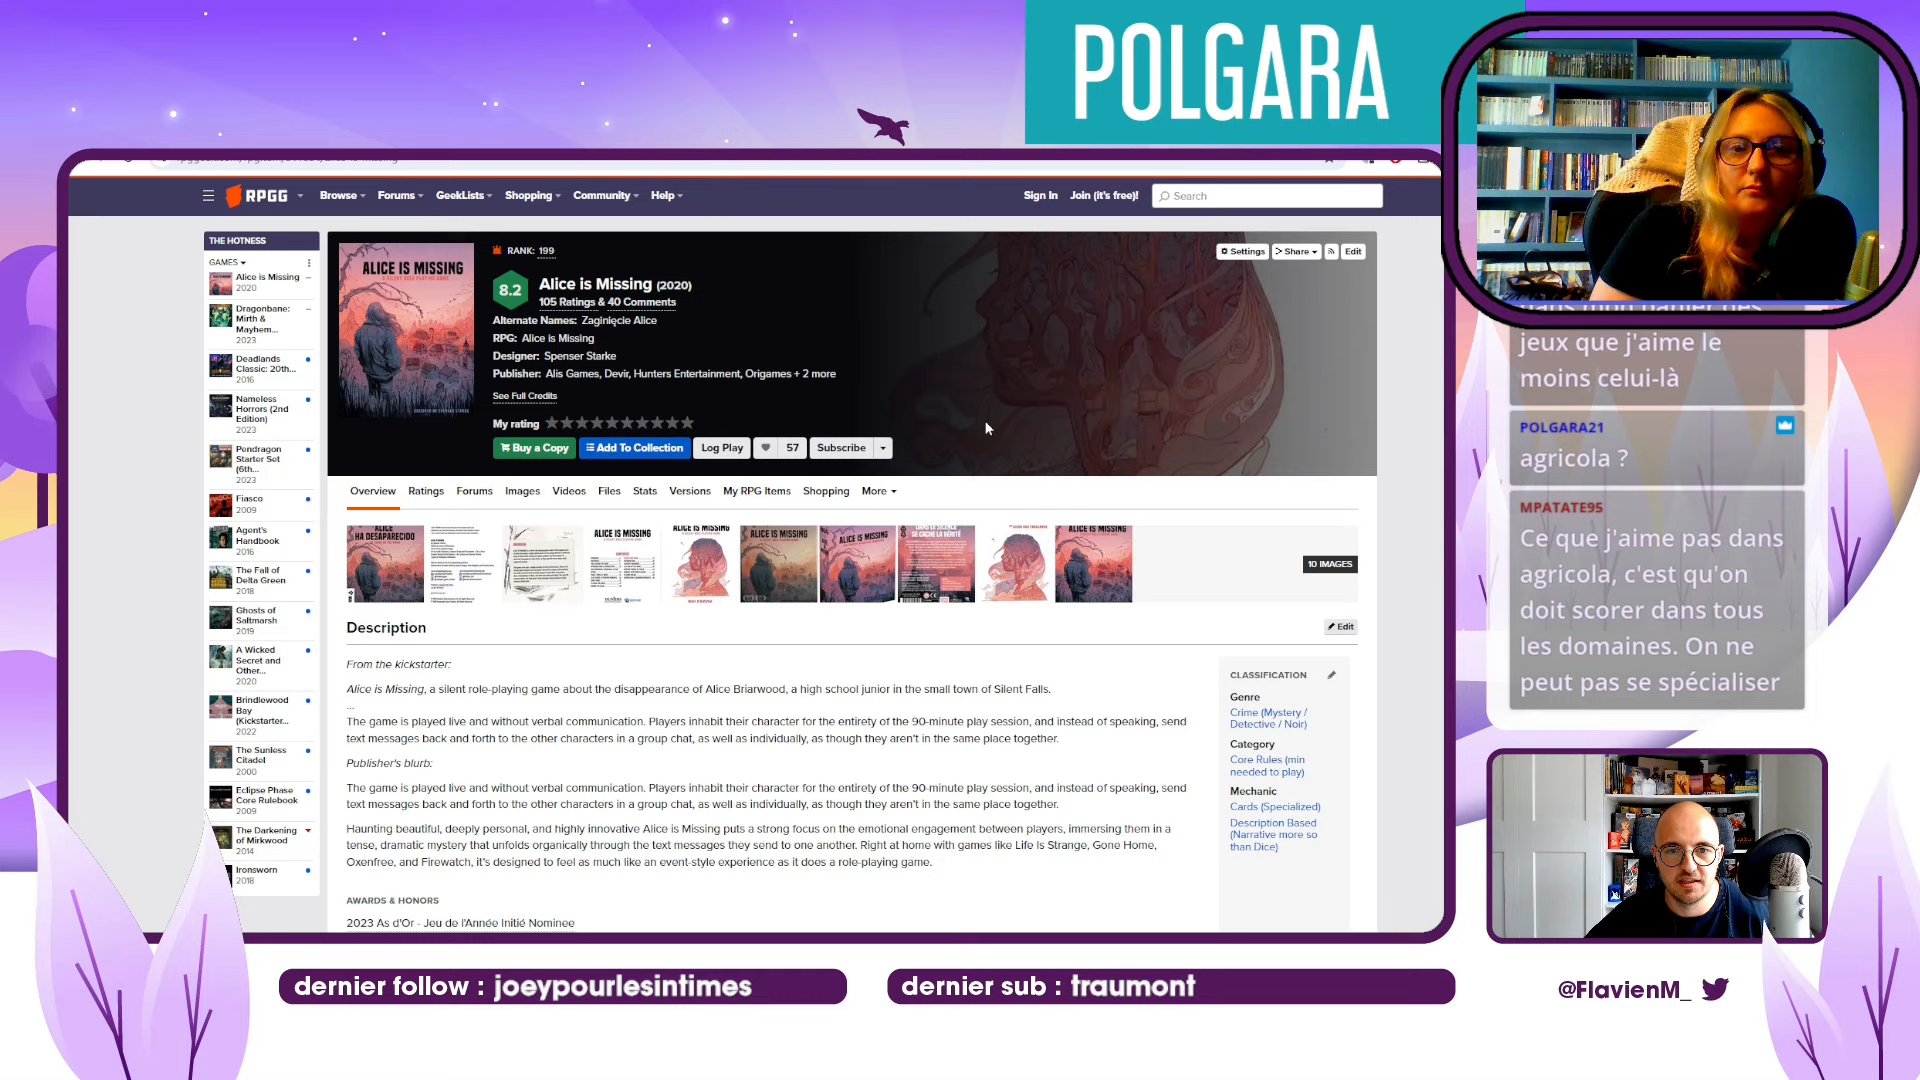 POLGARA
RPGG
Browse
Forums
GeekLists
Shopping
Community
Help
Sign In
Join (it's free)!
Search
THE HOTNESS
GAMES
Alice is Missing
2020
Dragonbane:
Mirth &
Mayhem...
2023
Deadlands
Classic: 20th...
2016
Nameless
Horrors (2nd
Edition)
2023
Pendragon
Starter Set
(6th...
2023
Fiasco
2009
Agent's
Handbook
2016
The Fall of
Delta Green
2018
Ghosts of
Saltmarsh
2019
A Wicked
Secret and
Other...
2020
Brindlewood
Bay
(Kickstarter...
2022
The Sunless
Citadel
2000
Eclipse Phase
Core Rulebook
2009
The Darkening
of Mirkwood
2014
Ironsworn
2018
ALICE IS MISSING
RANK: 199
8.2
Alice is Missing (2020)
105 Ratings & 40 Comments
Alternate Names: Zaginięcie Alice
RPG: Alice is Missing
Designer: Spenser Starke
Publisher: Alis Games, Devir, Hunters Entertainment, Origames + 2 more
See Full Credits
My rating
Buy a Copy
Add To Collection
Log Play
57
Subscribe
Settings
Share
Edit
Overview
Ratings
Forums
Images
Videos
Files
Stats
Versions
My RPG Items
Shopping
More
ALICE
HA DESAPARECIDO
ALICE IS MISSING
ALICE IS MISSING
ALICE IS MISSING
ALICE IS MISSING
SE CACHE LA VÉRITÉ
ALICE IS MISSING
10 IMAGES
Description
Edit
From the kickstarter:
Alice is Missing, a silent role-playing game about the disappearance of Alice Briarwood, a high school junior in the small town of Silent Falls.
...
The game is played live and without verbal communication. Players inhabit their character for the entirety of the 90-minute play session, and instead of speaking, send
text messages back and forth to the other characters in a group chat, as well as individually, as though they aren't in the same place together.
Publisher's blurb:
The game is played live and without verbal communication. Players inhabit their character for the entirety of the 90-minute play session, and instead of speaking, send
text messages back and forth to the other characters in a group chat, as well as individually, as though they aren't in the same place together.
Haunting beautiful, deeply personal, and highly innovative Alice is Missing puts a strong focus on the emotional engagement between players, immersing them in a
tense, dramatic mystery that unfolds organically through the text messages they send to one another. Right at home with games like Life Is Strange, Gone Home,
Oxenfree, and Firewatch, it's designed to feel as much like an event-style experience as it does a role-playing game.
AWARDS & HONORS
2023 As d'Or - Jeu de l'Année Initié Nominee
CLASSIFICATION
Genre
Crime (Mystery /
Detective / Noir)
Category
Core Rules (min
needed to play)
Mechanic
Cards (Specialized)
Description Based
(Narrative more so
than Dice)
jeux que j'aime le
moins celui-là
POLGARA21
agricola ?
MPATATE95
Ce que j'aime pas dans
agricola, c'est qu'on
doit scorer dans tous
les domaines. On ne
peut pas se spécialiser
dernier follow : joeypourlesintimes
dernier sub : traumont
@FlavienM_